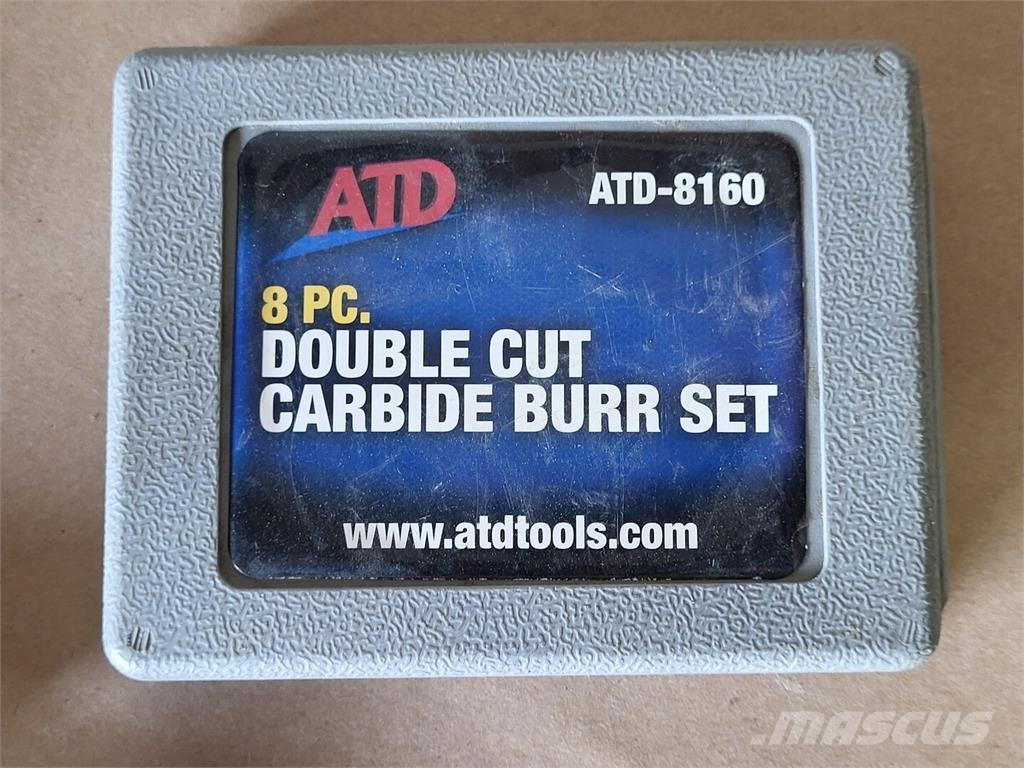 ATD
ATD-8160
8 PC.
DOUBLE CUT
CARBIDE BURR SET
www.atdtools.com
MASCUS